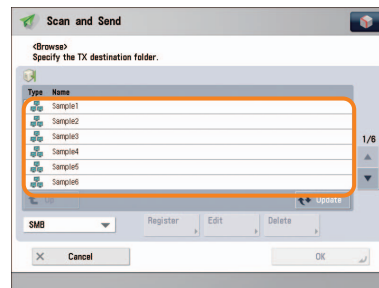 Scan and Send
<Browse>
Specify the TX destination folder.
Type Name
Sample1
Sample2
Sample3
Sample4
Sample5
Sample6
1/6
Up
Update
SMB
Register
Edit
Delete
Cancel
OK